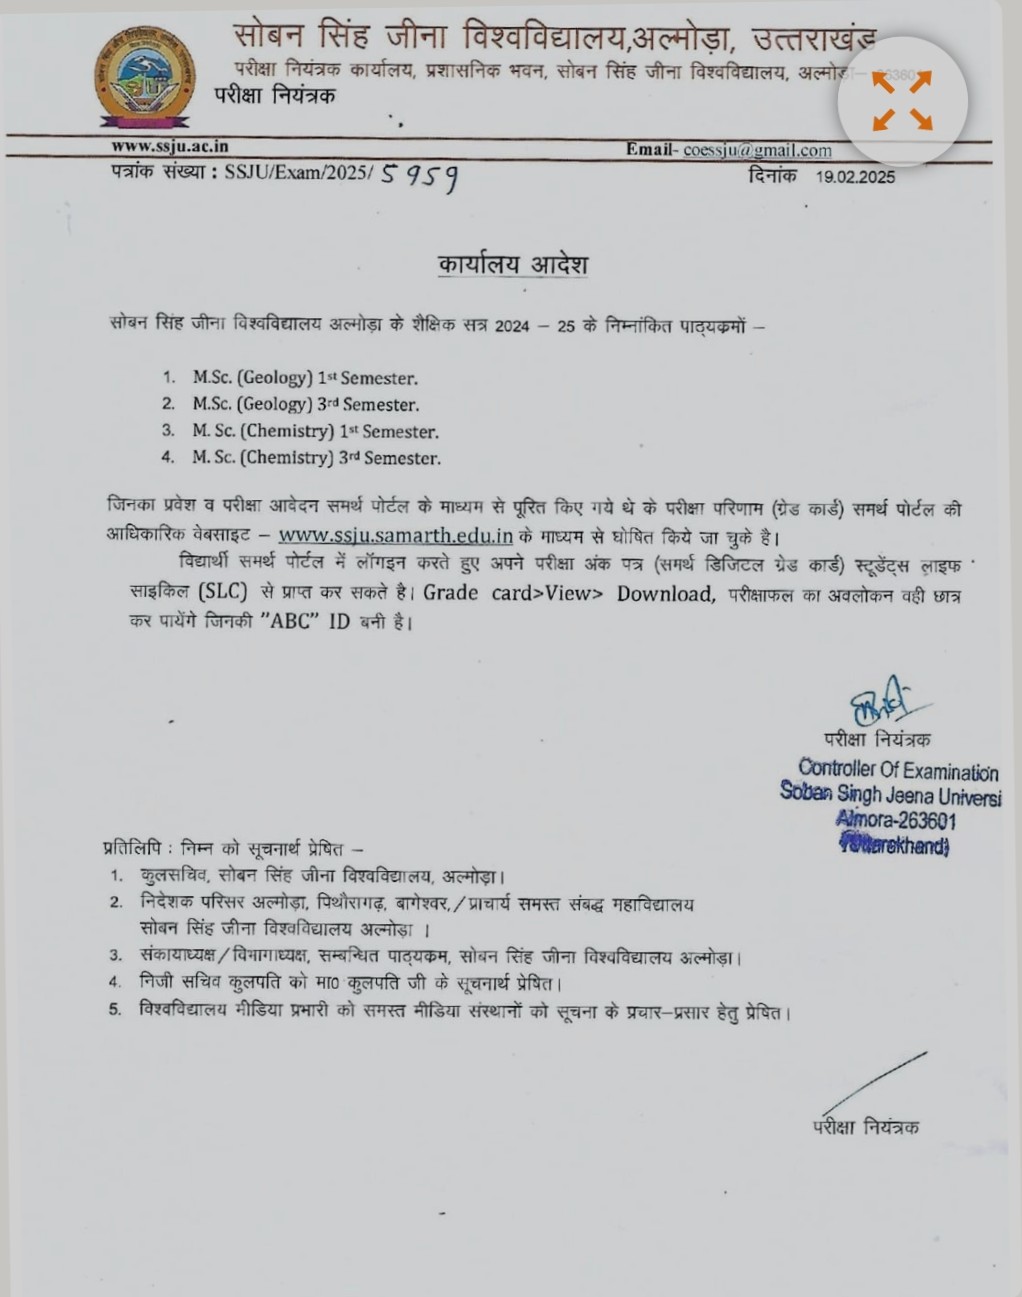 सोबन सिंह जीना विश्वविद्यालय,अल्मोड़ा, उत्तराखंड
परीक्षा नियंत्रक कार्यालय, प्रशासनिक भवन, सोबन सिंह जीना विश्वविद्यालय, अल्मोड़ा-
परीक्षा नियंत्रक
www.ssju.ac.in Email- coessju@gmail.com
पत्रांक संख्या : SSJU/Exam/2025/ 5959 दिनांक 19.02.2025
कार्यालय आदेश
सोबन सिंह जीना विश्वविद्यालय अल्मोड़ा के शैक्षिक सत्र 2024 – 25 के निम्नांकित पाठ्यक्रमों –
1. M.Sc. (Geology) 1st Semester.
2. M.Sc. (Geology) 3rd Semester.
3. M. Sc. (Chemistry) 1st Semester.
4. M. Sc. (Chemistry) 3rd Semester.
जिनका प्रवेश व परीक्षा आवेदन समर्थ पोर्टल के माध्यम से पूरित किए गये थे के परीक्षा परिणाम (ग्रेड कार्ड) समर्थ पोर्टल की
आधिकारिक वेबसाइट – www.ssju.samarth.edu.in के माध्यम से घोषित किये जा चुके है।
विद्यार्थी समर्थ पोर्टल में लॉगइन करते हुए अपने परीक्षा अंक पत्र (समर्थ डिजिटल ग्रेड कार्ड) स्टूडेंट्स लाइफ
साइकिल (SLC) से प्राप्त कर सकते है। Grade card>View> Download, परीक्षाफल का अवलोकन वही छात्र
कर पायेंगे जिनकी "ABC" ID बनी है।
परीक्षा नियंत्रक
Controller Of Examination
Soban Singh Jeena Universi
Almora-263601
(Uttarakhand)
प्रतिलिपि : निम्न को सूचनार्थ प्रेषित –
1. कुलसचिव, सोबन सिंह जीना विश्वविद्यालय, अल्मोड़ा।
2. निदेशक परिसर अल्मोड़ा, पिथौरागढ़, बागेश्वर,/प्राचार्य समस्त संबद्ध महाविद्यालय
सोबन सिंह जीना विश्वविद्यालय अल्मोड़ा ।
3. संकायाध्यक्ष/विभागाध्यक्ष, सम्बन्धित पाठ्यक्रम, सोबन सिंह जीना विश्वविद्यालय अल्मोड़ा।
4. निजी सचिव कुलपति को मा0 कुलपति जी के सूचनार्थ प्रेषित।
5. विश्वविद्यालय मीडिया प्रभारी को समस्त मीडिया संस्थानों को सूचना के प्रचार–प्रसार हेतु प्रेषित।
परीक्षा नियंत्रक